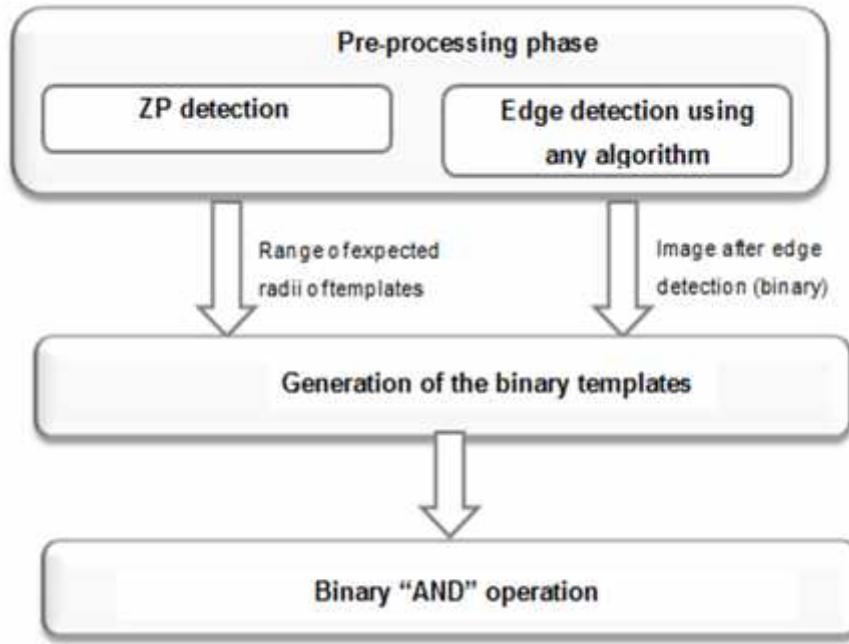 Pre-processing phase
ZP detection
Edge detection using
any algorithm
Range of expected
radii of templates
Image after edge
detection (binary)
Generation of the binary templates
Binary “AND” operation